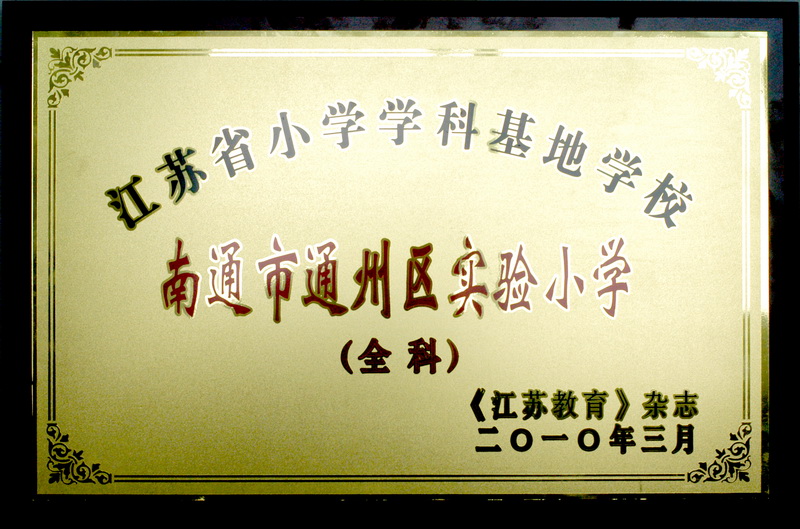 江苏省小学学科基地学校
南通市通州区实验小学
（全科）
《江苏教育》杂志
二〇一〇年三月